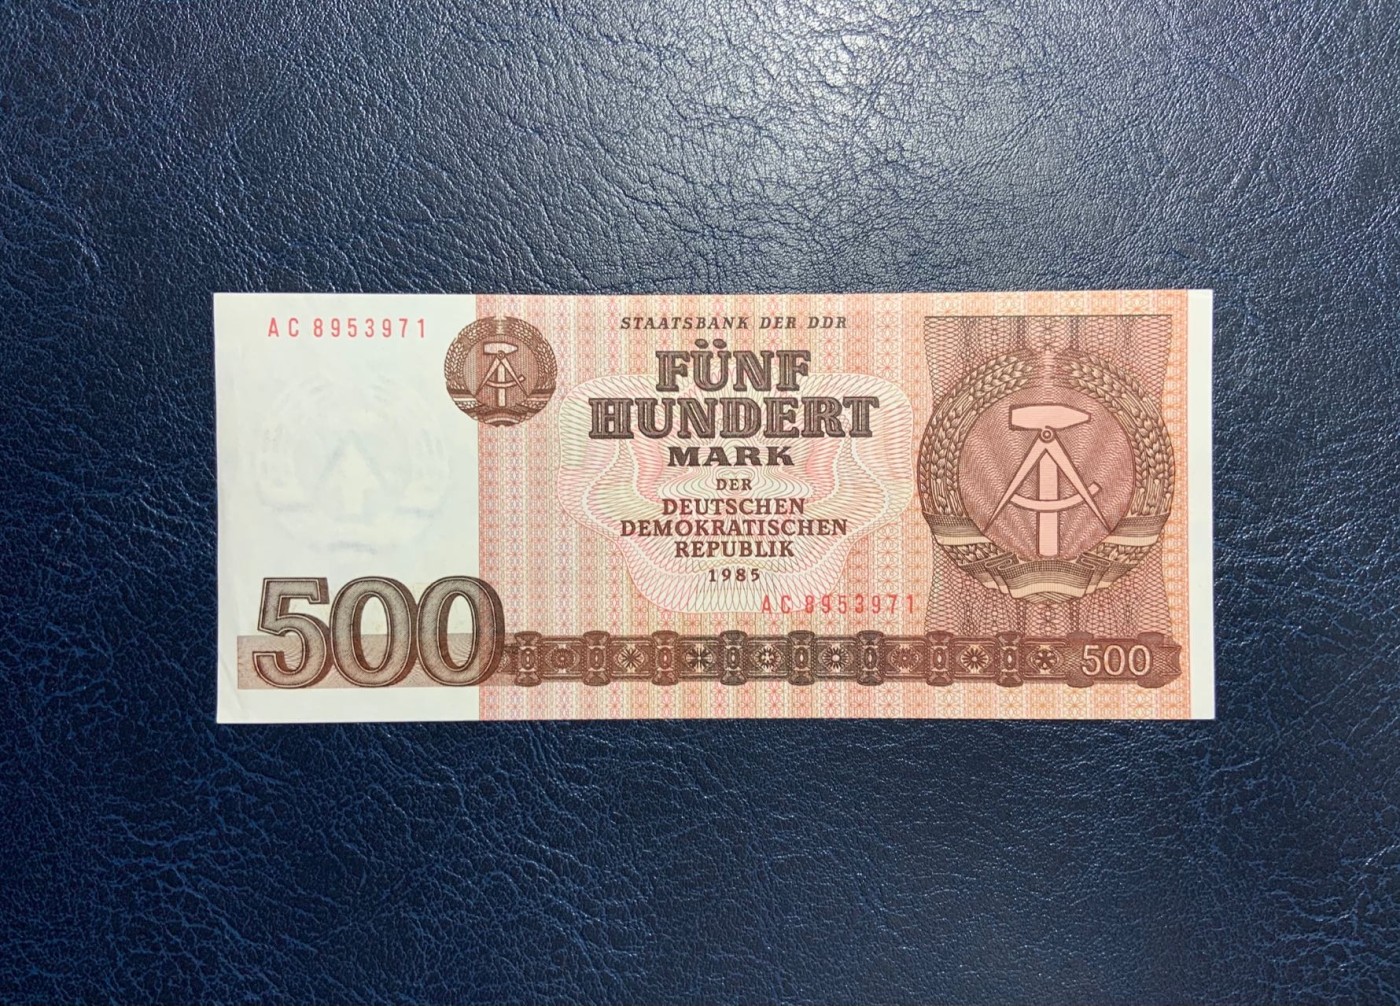 AC 8953971
STAATSBANK DER DDR
FÜNF
HUNDERT
MARK
DER
DEUTSCHEN
DEMOKRATISCHEN
REPUBLIK
1985
AC 8953971
500
500